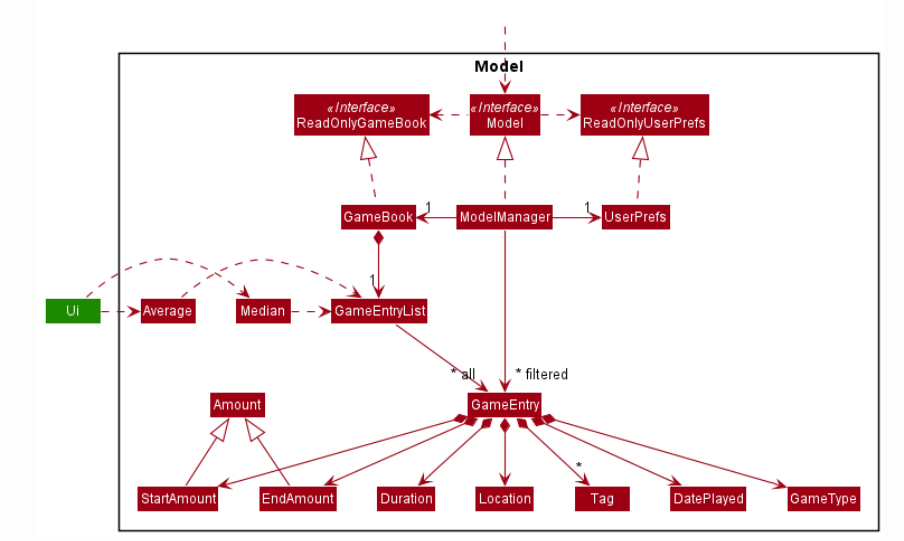 Model
«Interface»
ReadOnlyGameBook
«Interface»
Model
«Interface»
ReadOnlyUserPrefs
1
1
GameBook
ModelManager
UserPrefs
1
Ui
Average
Median
GameEntryList
* all
* filtered
Amount
GameEntry
*
StartAmount
EndAmount
Duration
Location
Tag
DatePlayed
GameType